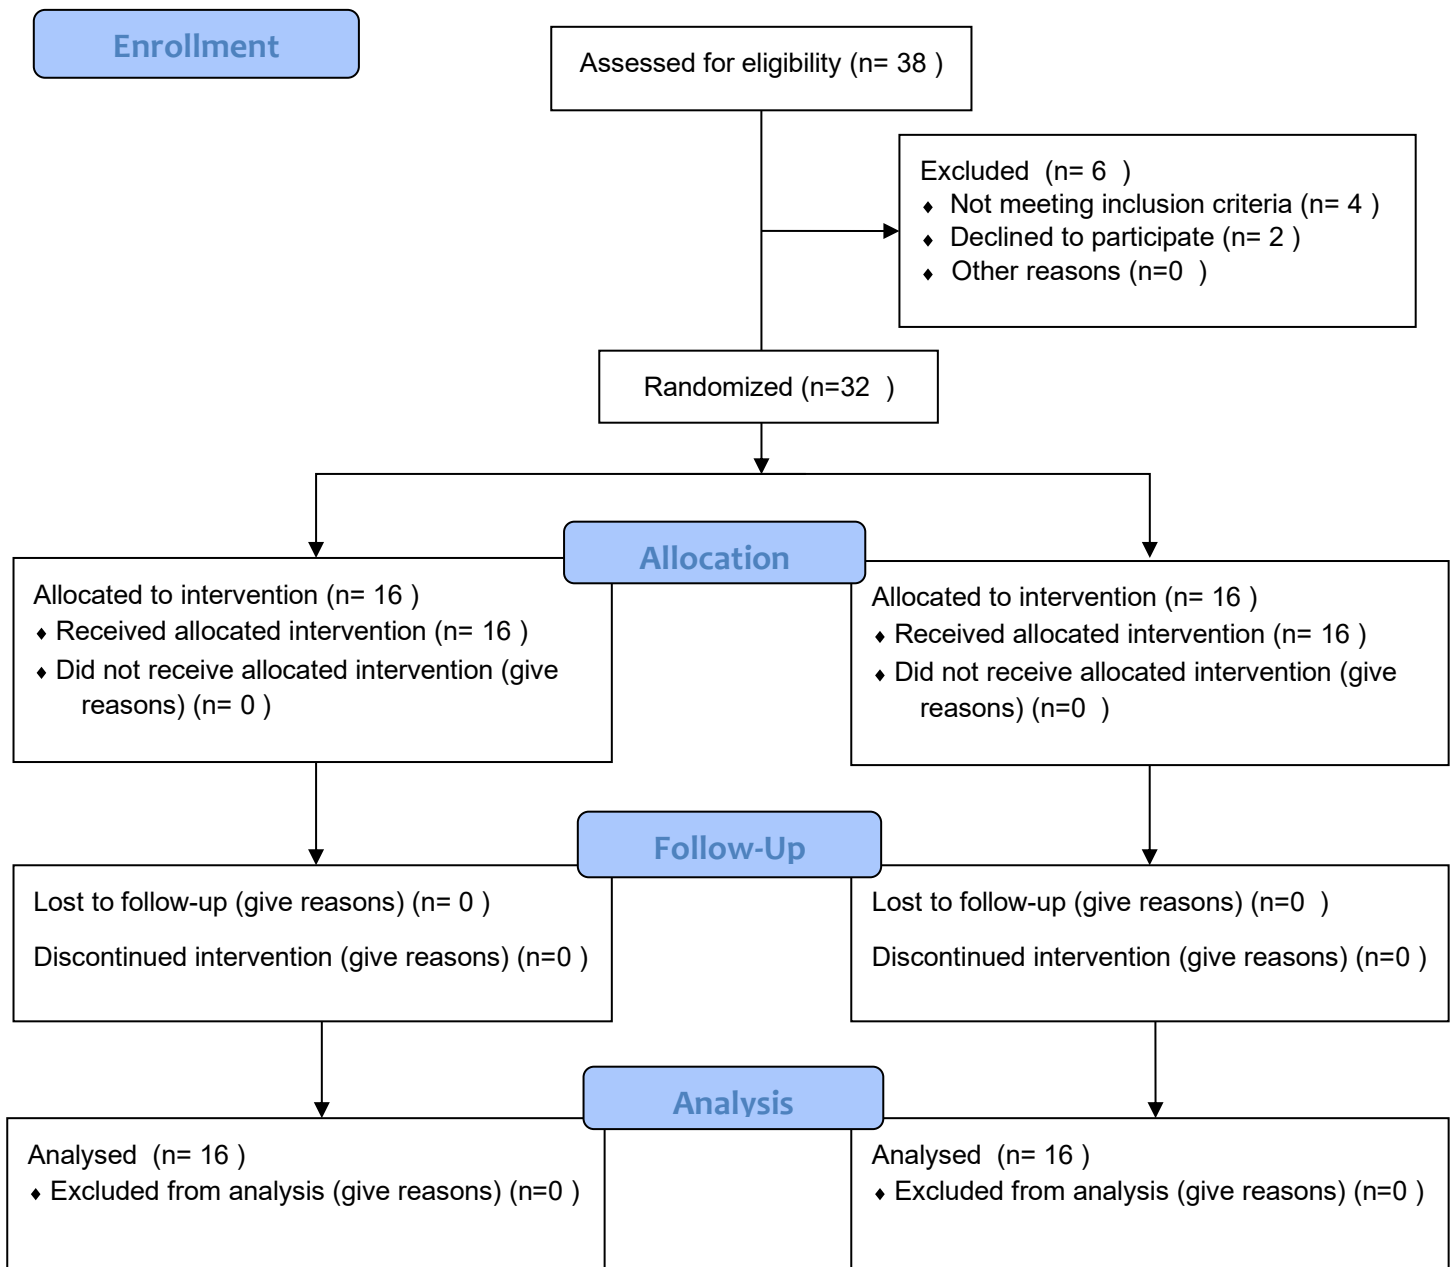 Enrollment
Assessed for eligibility (n= 38 )
Excluded  (n= 6  )
♦ Not meeting inclusion criteria (n= 4 )
♦ Declined to participate (n= 2 )
♦ Other reasons (n=0  )
Randomized (n=32  )
Allocation
Allocated to intervention (n= 16 )
♦ Received allocated intervention (n= 16 )
♦ Did not receive allocated intervention (give
reasons) (n= 0 )
Allocated to intervention (n= 16 )
♦ Received allocated intervention (n= 16 )
♦ Did not receive allocated intervention (give
reasons) (n=0  )
Follow-Up
Lost to follow-up (give reasons) (n= 0 )
Discontinued intervention (give reasons) (n=0 )
Lost to follow-up (give reasons) (n=0  )
Discontinued intervention (give reasons) (n=0 )
Analysis
Analysed  (n= 16 )
♦ Excluded from analysis (give reasons) (n=0 )
Analysed  (n= 16 )
♦ Excluded from analysis (give reasons) (n=0 )